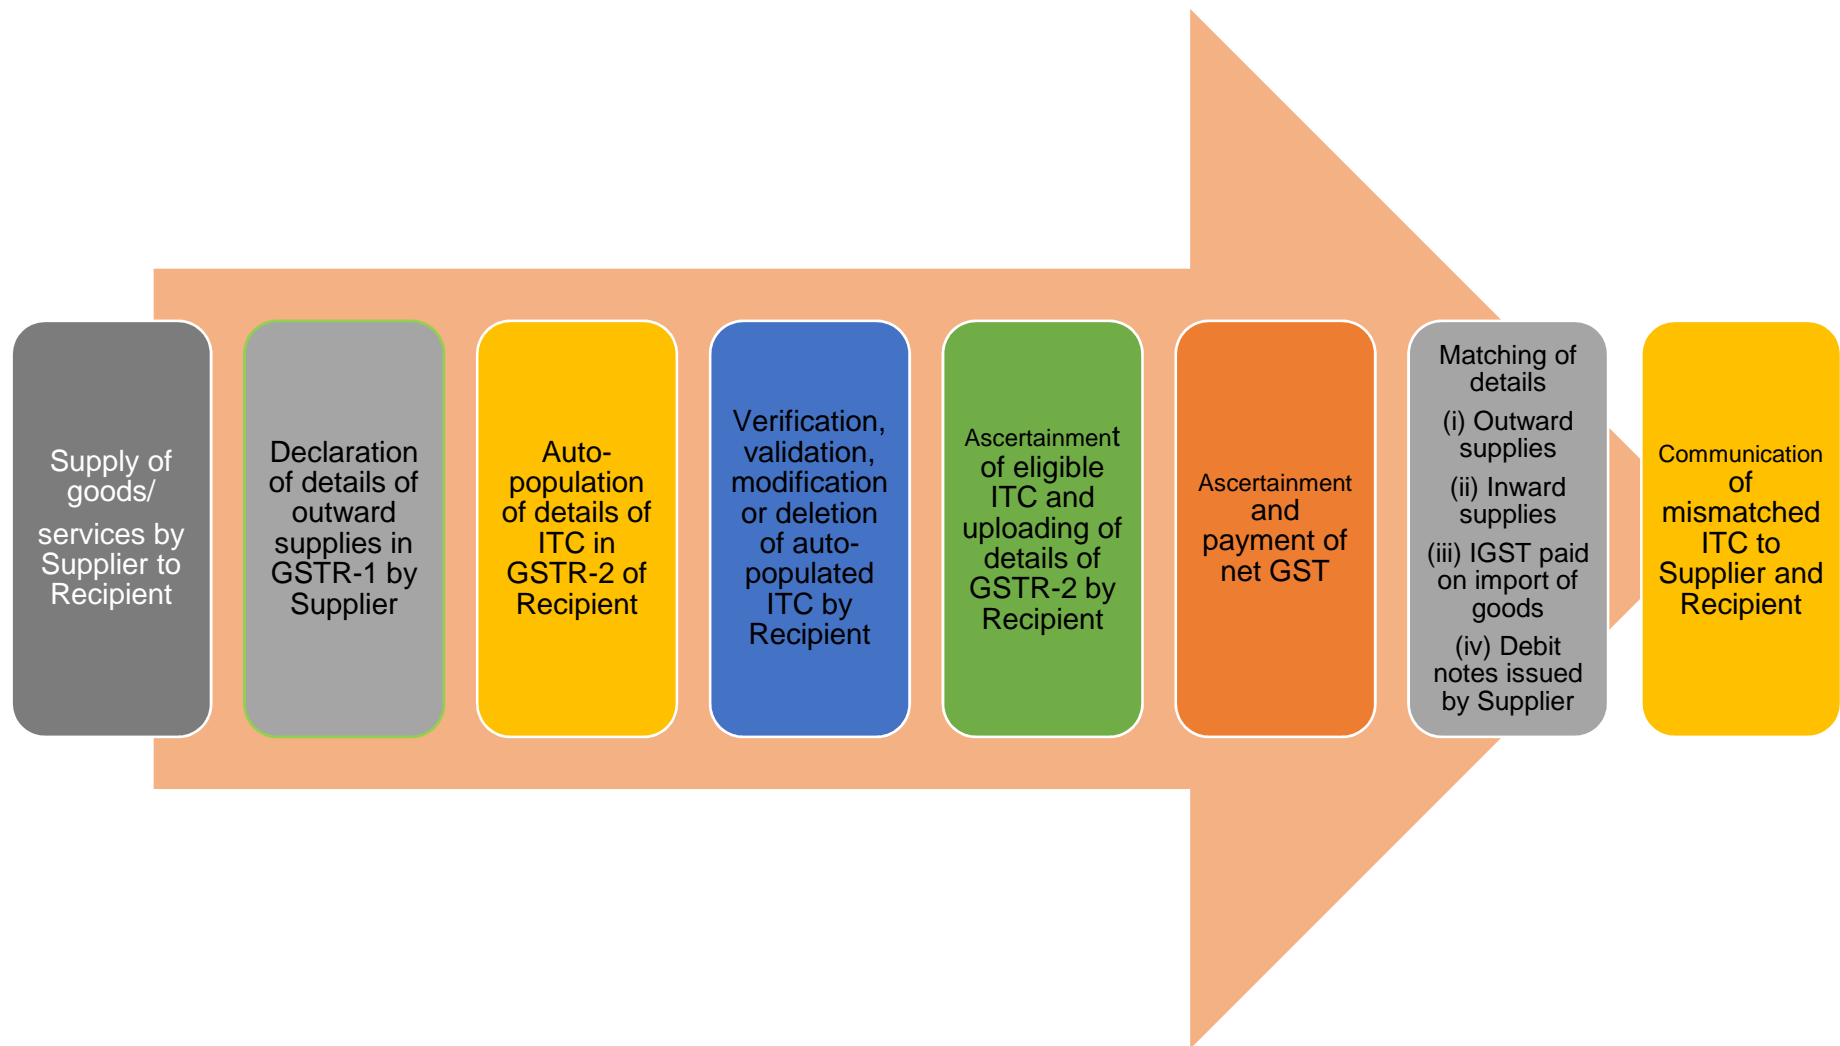 Supply of
goods/
services by
Supplier to
Recipient
Declaration
of details of
outward
supplies in
GSTR-1 by
Supplier
Auto-
population
of details of
ITC in
GSTR-2 of
Recipient
Verification,
validation,
modification
or deletion
of auto-
populated
ITC by
Recipient
Ascertainment
of eligible
ITC and
uploading of
details of
GSTR-2 by
Recipient
Ascertainment
and
payment of
net GST
Matching of
details
(i) Outward
supplies
(ii) Inward
supplies
(iii) IGST paid
on import of
goods
(iv) Debit
notes issued
by Supplier
Communication
of
mismatched
ITC to
Supplier and
Recipient